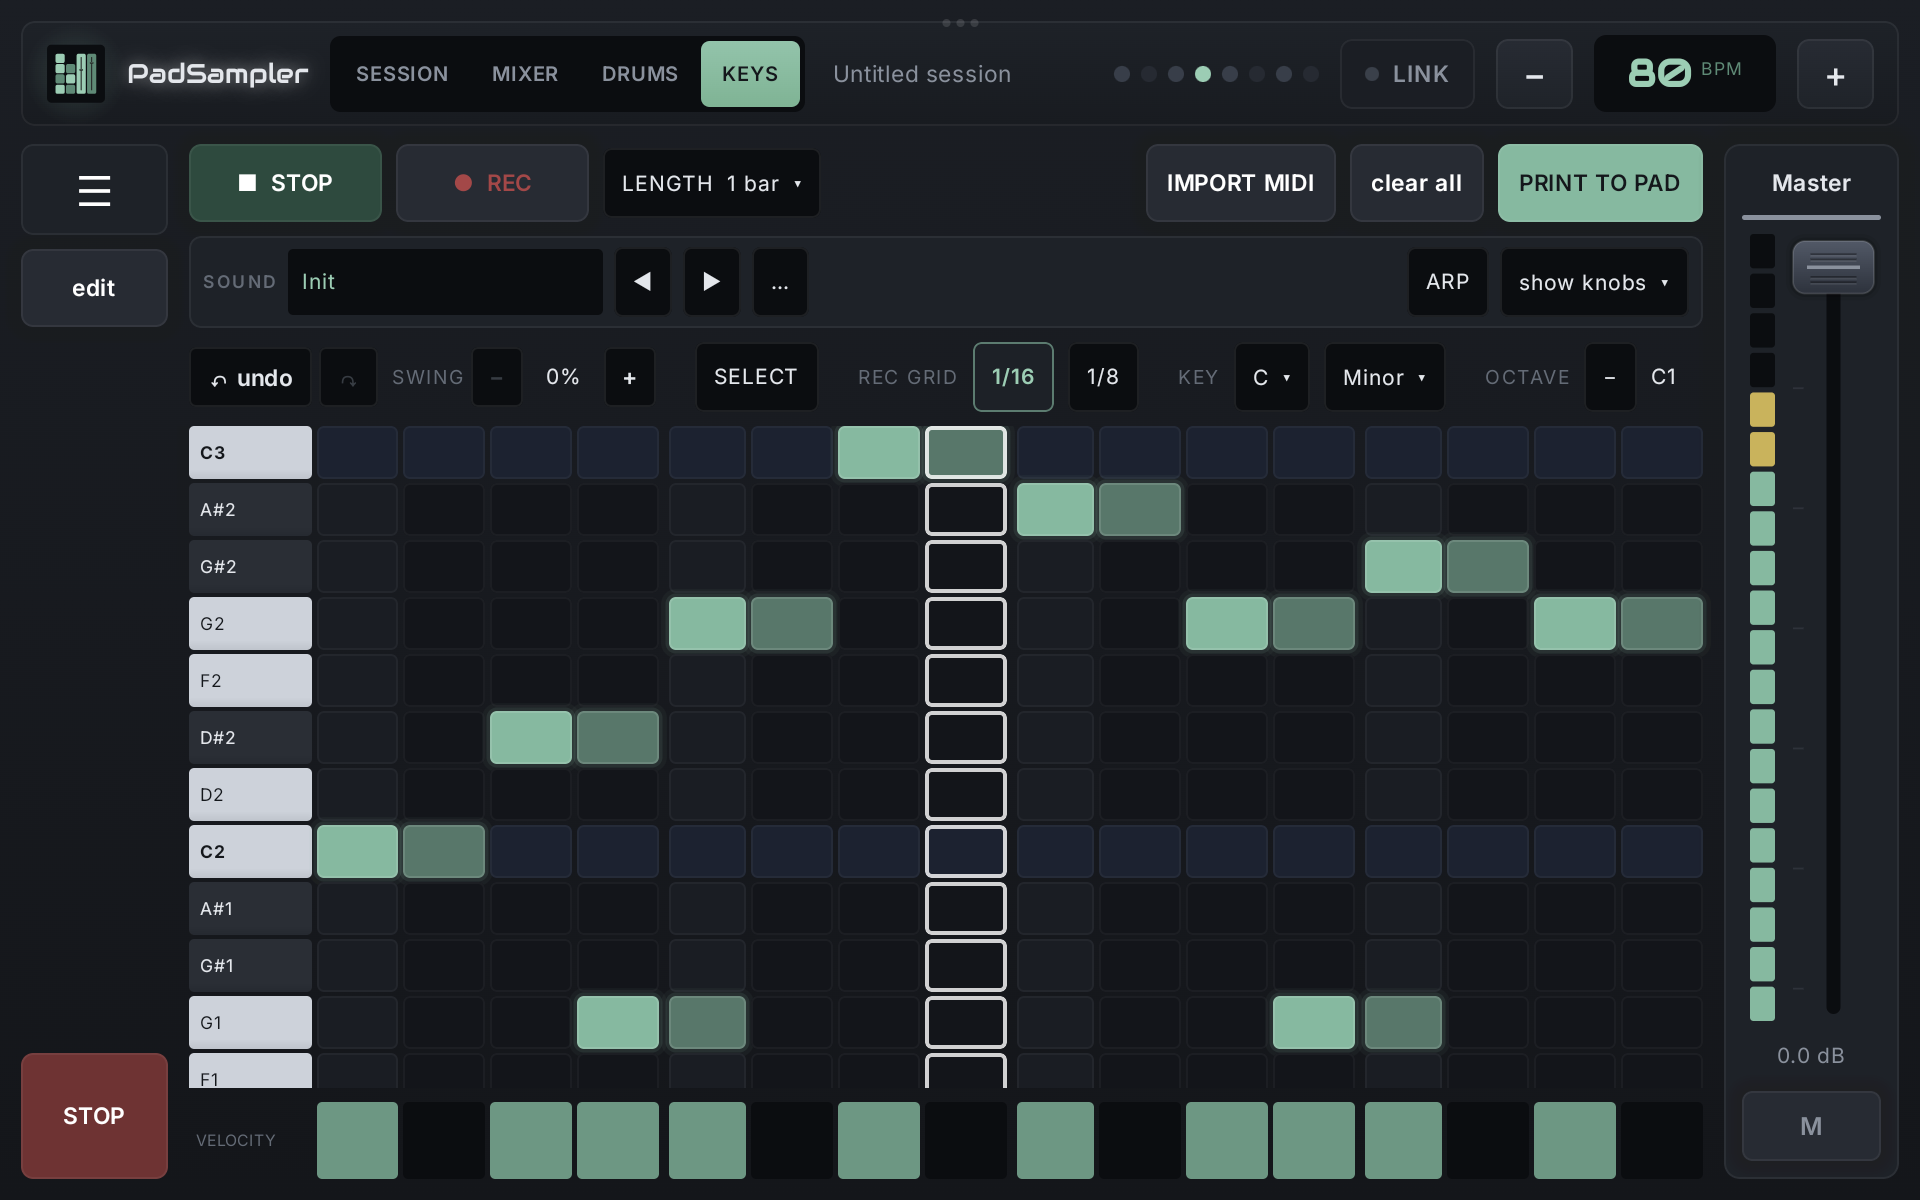 PadSampler SESSION MIXER DRUMS KEYS Untitled session LINK – 80 BPM +
STOP REC LENGTH 1 bar IMPORT MIDI clear all PRINT TO PAD Master
edit SOUND Init ... ARP show knobs
undo SWING – 0% + SELECT REC GRID 1/16 1/8 KEY C Minor OCTAVE – C1
C3
A#2
G#2
G2
F2
D#2
D2
C2
A#1
G#1
G1
F1
0.0 dB
STOP VELOCITY M